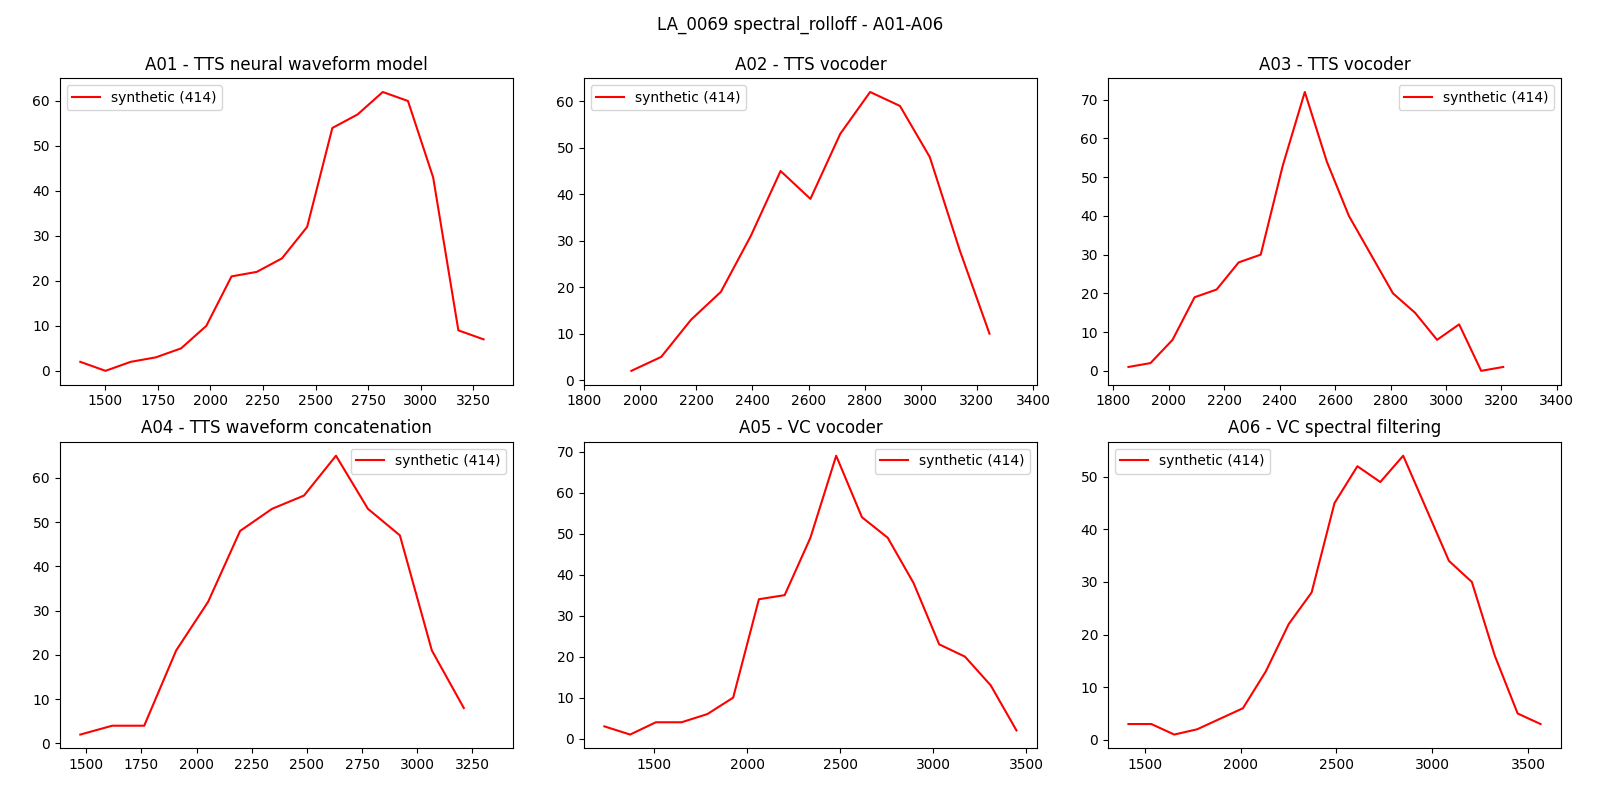 LA_0069 spectral_rolloff - A01-A06
A01 - TTS neural waveform model
synthetic (414)
60
50
40
30
20
10
0
1500 1750 2000 2250 2500 2750 3000 3250
A02 - TTS vocoder
synthetic (414)
60
50
40
30
20
10
0
1800 2000 2200 2400 2600 2800 3000 3200 3400
A03 - TTS vocoder
synthetic (414)
70
60
50
40
30
20
10
0
1800 2000 2200 2400 2600 2800 3000 3200 3400
A04 - TTS waveform concatenation
synthetic (414)
60
50
40
30
20
10
0
1500 1750 2000 2250 2500 2750 3000 3250
A05 - VC vocoder
synthetic (414)
70
60
50
40
30
20
10
0
1500 2000 2500 3000 3500
A06 - VC spectral filtering
synthetic (414)
50
40
30
20
10
0
1500 2000 2500 3000 3500